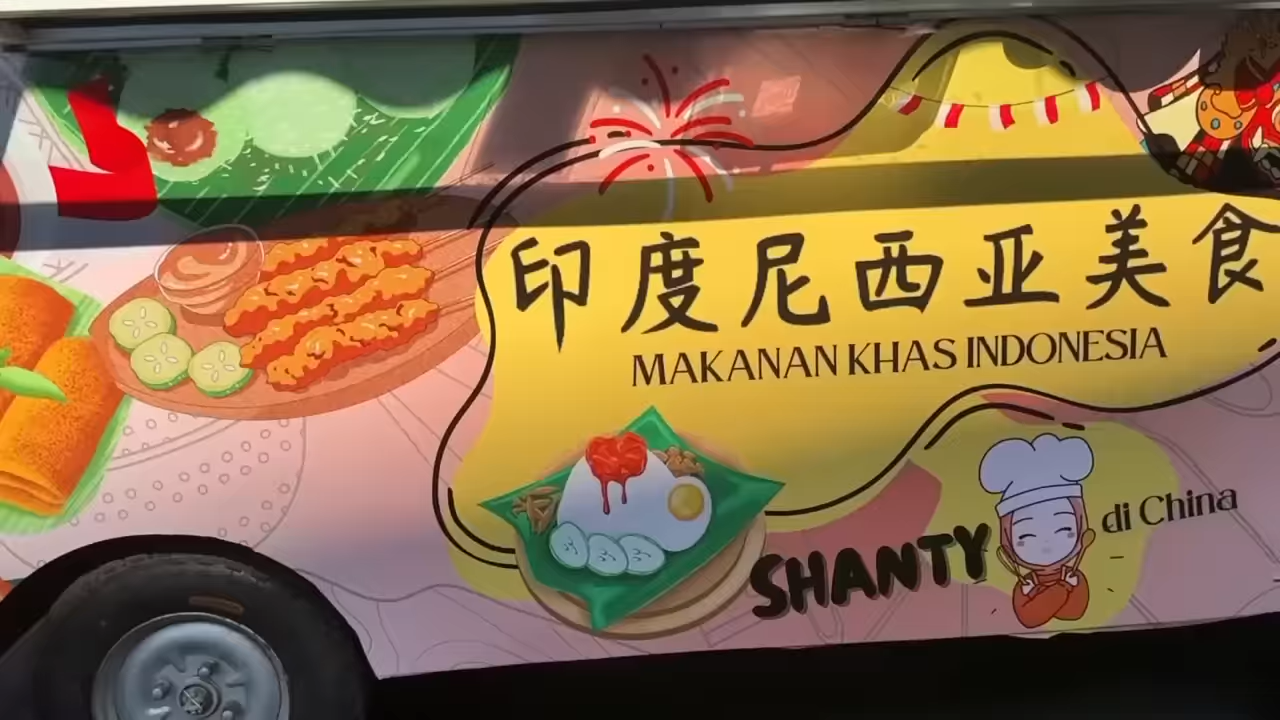 印度尼西亚美食
MAKANAN KHAS INDONESIA
SHANTY
di China